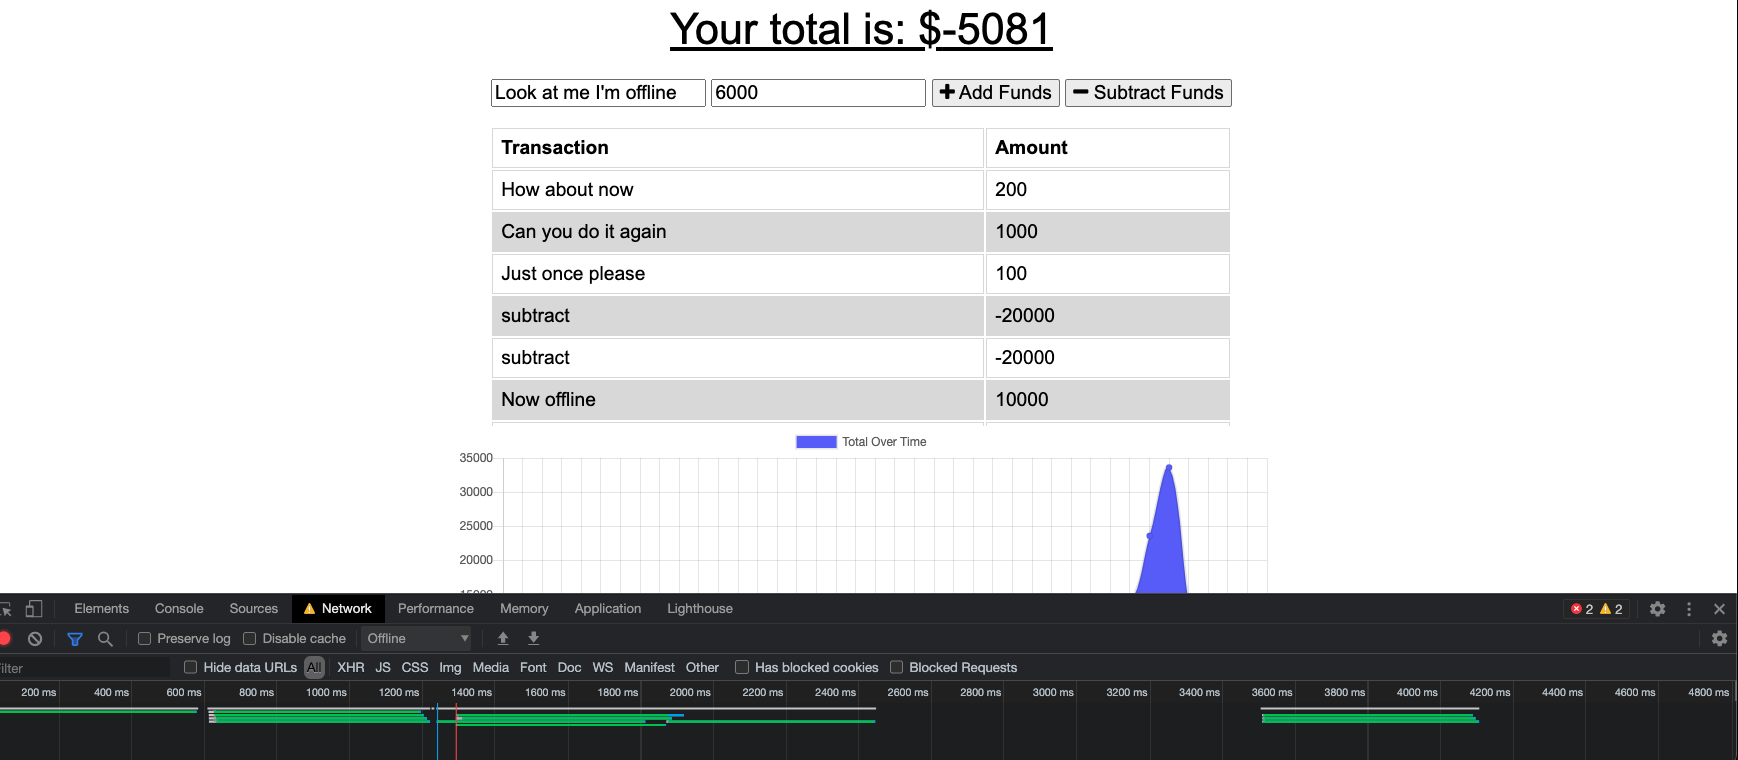 Your total is: $-5081
Look at me I'm offline 6000 Add Funds Subtract Funds
Transaction Amount
How about now 200
Can you do it again 1000
Just once please 100
subtract -20000
subtract -20000
Now offline 10000
Total Over Time
35000
30000
25000
20000
15000
Elements Console Sources Network Performance Memory Application Lighthouse 2 2
Preserve log Disable cache Offline
ilter Hide data URLs All XHR JS CSS Img Media Font Doc WS Manifest Other Has blocked cookies Blocked Requests
200 ms 400 ms 600 ms 800 ms 1000 ms 1200 ms 1400 ms 1600 ms 1800 ms 2000 ms 2200 ms 2400 ms 2600 ms 2800 ms 3000 ms 3200 ms 3400 ms 3600 ms 3800 ms 4000 ms 4200 ms 4400 ms 4600 ms 4800 ms